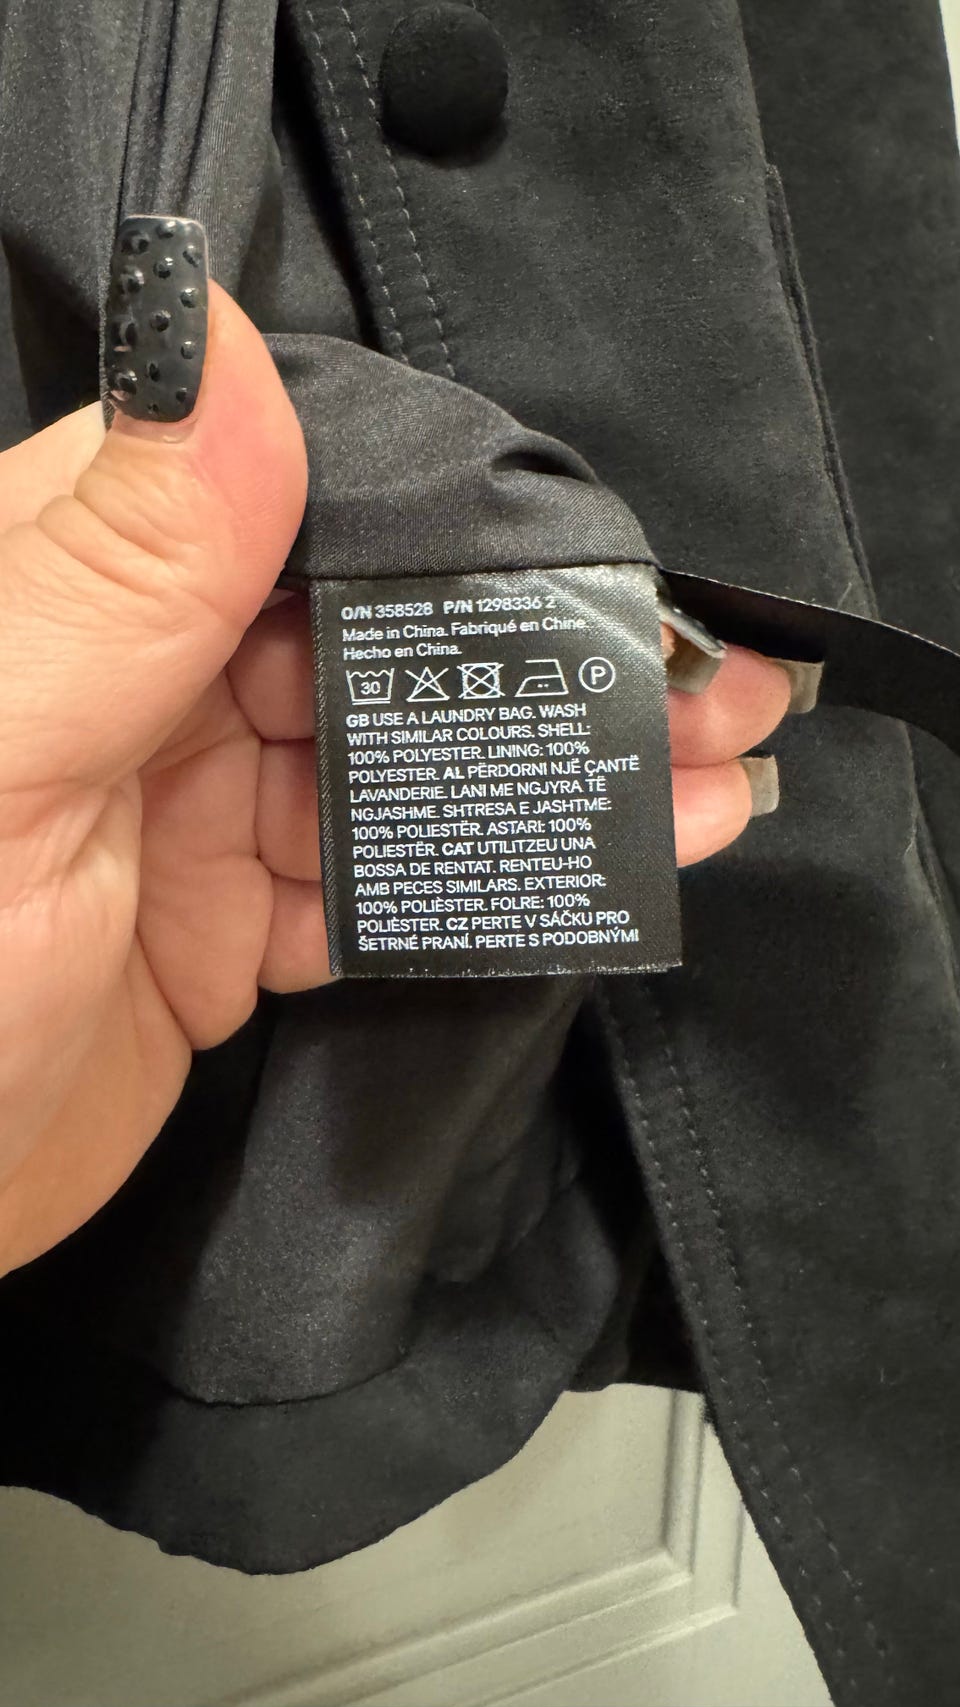 O/N 358528 P/N 1298336 2
Made in China. Fabriqué en Chine.
Hecho en China.
30 P
GB USE A LAUNDRY BAG. WASH
WITH SIMILAR COLOURS. SHELL:
100% POLYESTER. LINING: 100%
POLYESTER. AL PËRDORNI NJË ÇANTË
LAVANDERIE. LANI ME NGJYRA TË
NGJASHME. SHTRESA E JASHTME:
100% POLIESTËR. ASTARI: 100%
POLIESTËR. CAT UTILITZEU UNA
BOSSA DE RENTAT. RENTEU-HO
AMB PECES SIMILARS. EXTERIOR:
100% POLIÈSTER. FOLRE: 100%
POLIÈSTER. CZ PERTE V SÁČKU PRO
ŠETRNÉ PRANÍ. PERTE S PODOBNÝMI